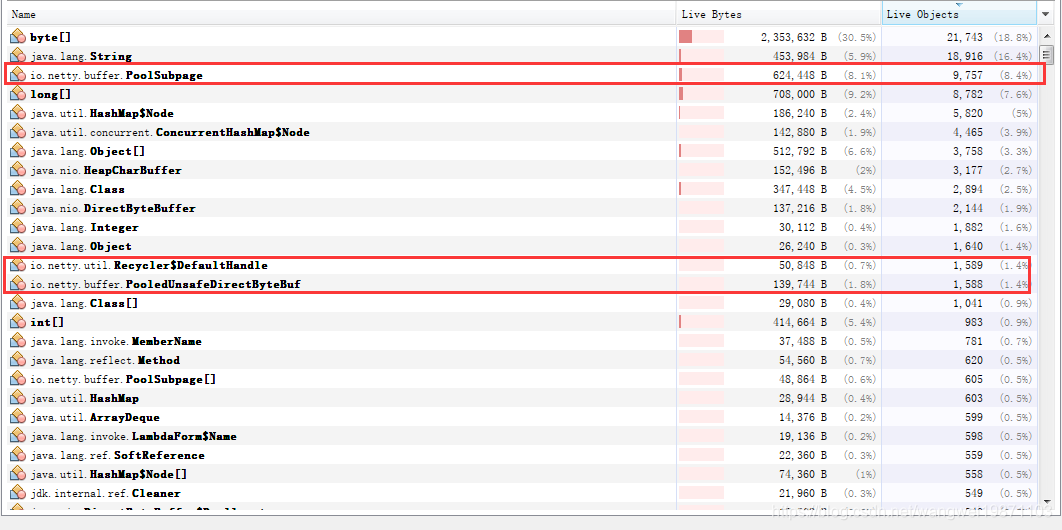 Name Live Bytes Live Objects
byte[] 2,353,632 B (30.5%) 21,743 (18.8%)
java.lang.String 453,984 B (5.9%) 18,916 (16.4%)
io.netty.buffer.PoolSubpage 624,448 B (8.1%) 9,757 (8.4%)
long[] 708,000 B (9.2%) 8,782 (7.6%)
java.util.HashMap$Node 186,240 B (2.4%) 5,820 (5%)
java.util.concurrent.ConcurrentHashMap$Node 142,880 B (1.9%) 4,465 (3.9%)
java.lang.Object[] 512,792 B (6.6%) 3,758 (3.3%)
java.nio.HeapCharBuffer 152,496 B (2%) 3,177 (2.7%)
java.lang.Class 347,448 B (4.5%) 2,894 (2.5%)
java.nio.DirectByteBuffer 137,216 B (1.8%) 2,144 (1.9%)
java.lang.Integer 30,112 B (0.4%) 1,882 (1.6%)
java.lang.Object 26,240 B (0.3%) 1,640 (1.4%)
io.netty.util.Recycler$DefaultHandle 50,848 B (0.7%) 1,589 (1.4%)
io.netty.buffer.PooledUnsafeDirectByteBuf 139,744 B (1.8%) 1,588 (1.4%)
java.lang.Class[] 29,080 B (0.4%) 1,041 (0.9%)
int[] 414,664 B (5.4%) 983 (0.9%)
java.lang.invoke.MemberName 37,488 B (0.5%) 781 (0.7%)
java.lang.reflect.Method 54,560 B (0.7%) 620 (0.5%)
io.netty.buffer.PoolSubpage[] 48,864 B (0.6%) 605 (0.5%)
java.util.HashMap 28,944 B (0.4%) 603 (0.5%)
java.util.ArrayDeque 14,376 B (0.2%) 599 (0.5%)
java.lang.invoke.LambdaForm$Name 19,136 B (0.2%) 598 (0.5%)
java.lang.ref.SoftReference 22,360 B (0.3%) 559 (0.5%)
java.util.HashMap$Node[] 74,360 B (1%) 558 (0.5%)
jdk.internal.ref.Cleaner 21,960 B (0.3%) 549 (0.5%)